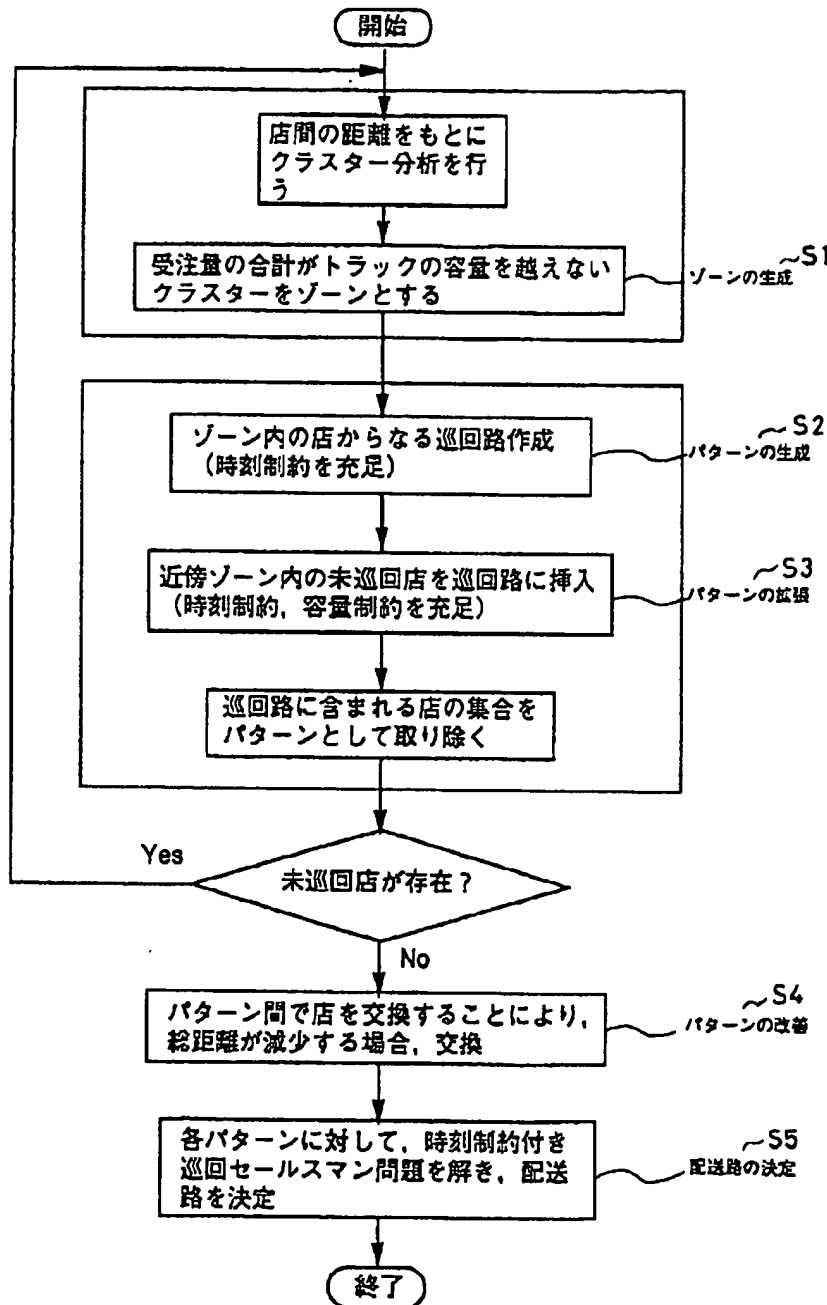 開始
店間の距離をもとに
クラスター分析を行
う
受注量の合計がトラックの容量を越えない
クラスターをゾーンとする
~S1
ゾーンの生成
ゾーン内の店からなる巡回路作成
(時刻制約を充足)
~S2
パターンの生成
近傍ゾーン内の未巡回店を巡回路に挿入
(時刻制約,容量制約を充足)
~S3
パターンの拡張
巡回路に含まれる店の集合を
パターンとして取り除く
Yes
未巡回店が存在?
No
パターン間で店を交換することにより,
総距離が減少する場合,交換
~S4
パターンの改善
各パターンに対して,時刻制約付き
巡回セールスマン問題を解き,配送
路を決定
~S5
配送路の決定
終了